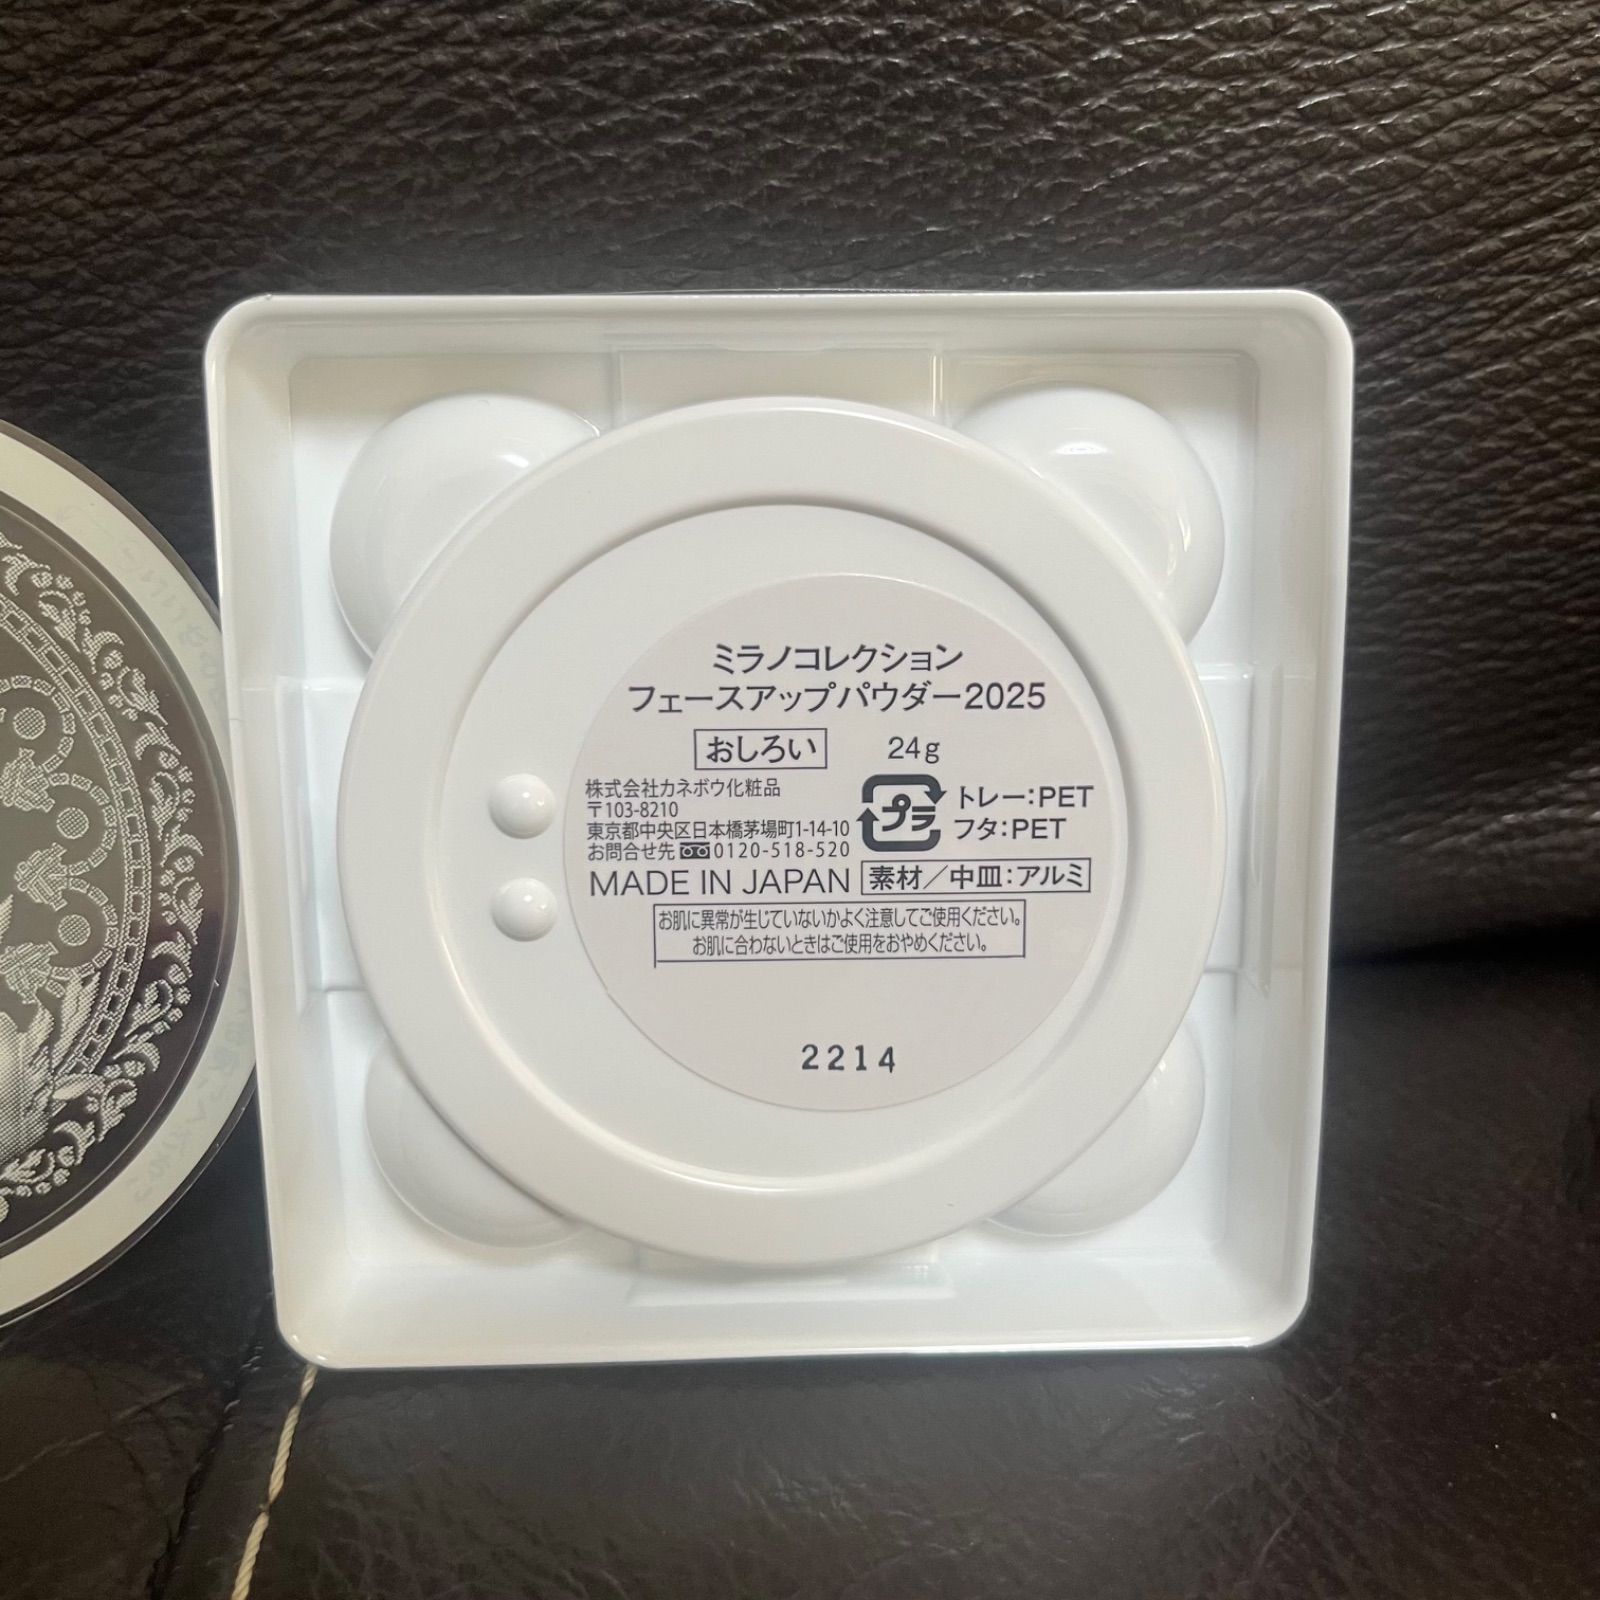 ミラノコレクション
フェースアップパウダー2025
おしろい 24g
株式会社カネボウ化粧品
〒103-8210
東京都中央区日本橋茅場町1-14-10
お問合せ先 0120-518-520
プラ トレー:PET
フタ:PET
MADE IN JAPAN 素材/中皿:アルミ
お肌に異常が生じていないかよく注意してご使用ください。
お肌に合わないときはご使用をおやめください。
2214